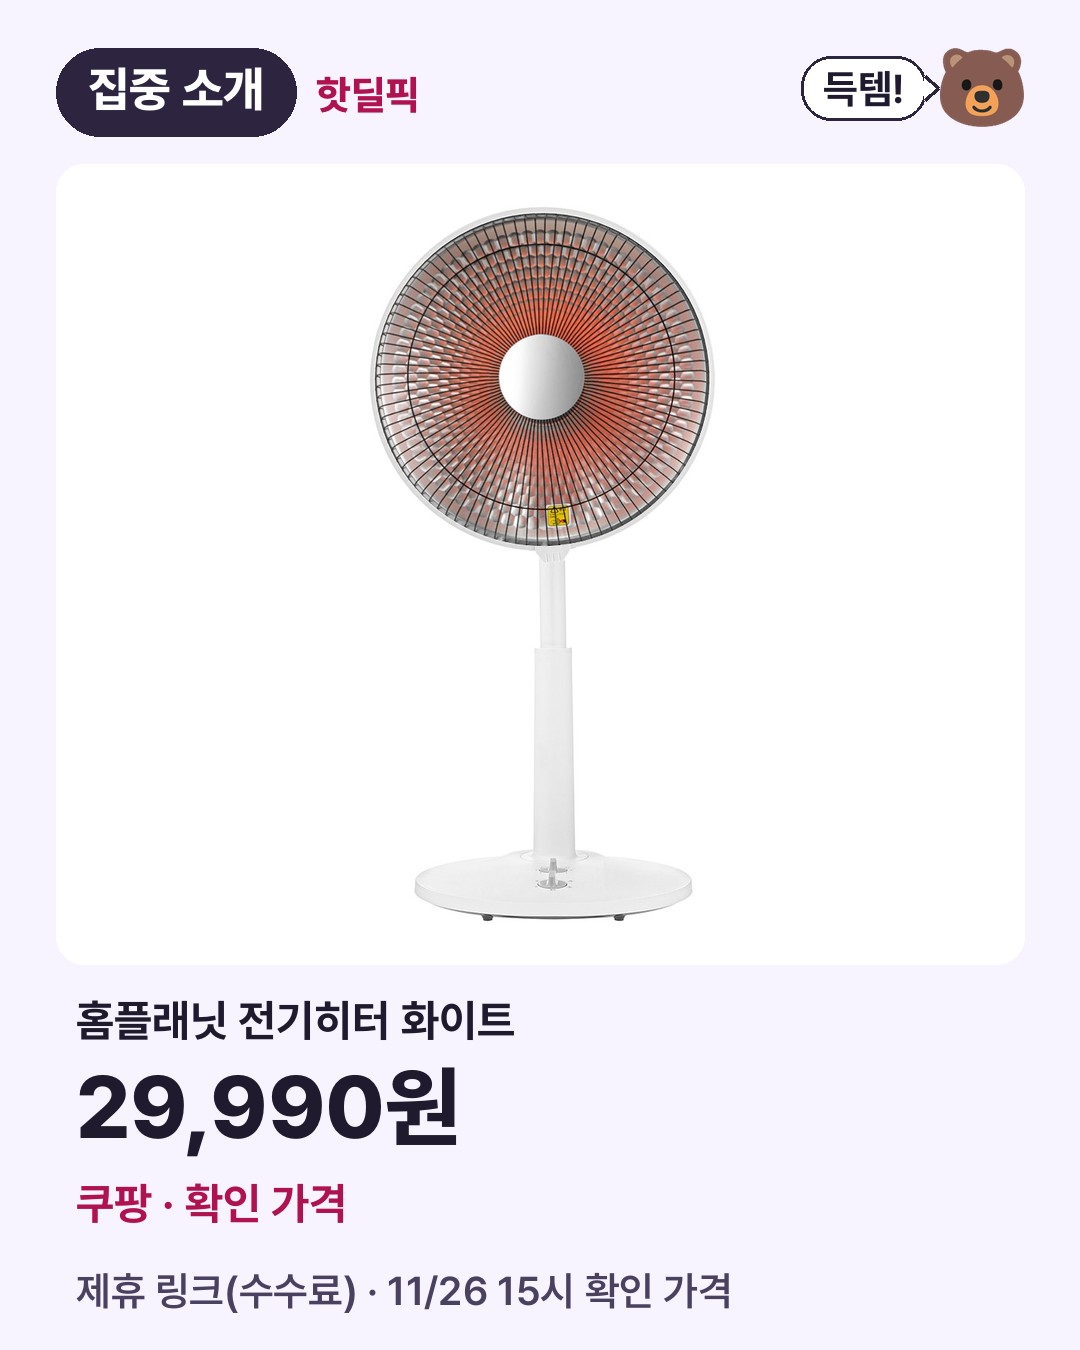 집중 소개
핫딜픽
득템!
홈플래닛 전기히터 화이트
29,990원
쿠팡 · 확인 가격
제휴 링크(수수료) · 11/26 15시 확인 가격